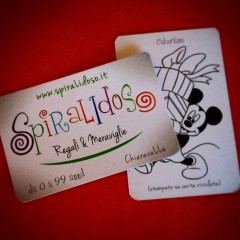 www.spiralidoso.it
SPiRALiDoSo
Regali & Meraviglie
da 0 a 99 anni!
Chiaravalle
Colorami
(stampato su carta riciclata)